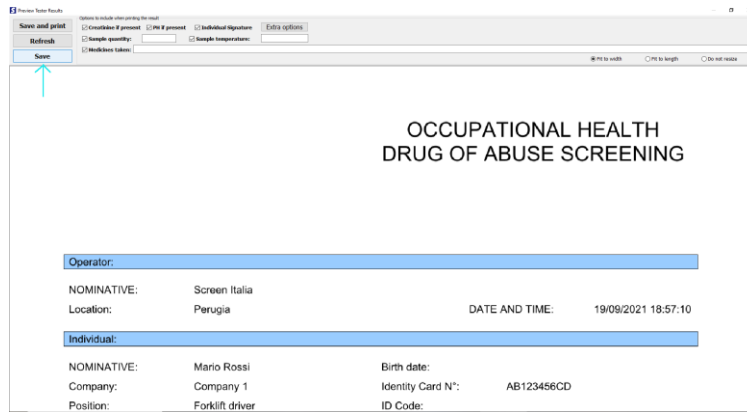 Preview Tester Results
Options to include when printing the result
Save and print
Creatinine if present PH if present Individual Signature Extra options
Refresh
Sample quantity: Sample temperature:
Save
Medicines taken:
Fit to width Fit to length Do not resize
OCCUPATIONAL HEALTH
DRUG OF ABUSE SCREENING
Operator:
NOMINATIVE: Screen Italia
Location: Perugia DATE AND TIME: 19/09/2021 18:57:10
Individual:
NOMINATIVE: Mario Rossi Birth date:
Company: Company 1 Identity Card N°: AB123456CD
Position: Forklift driver ID Code: